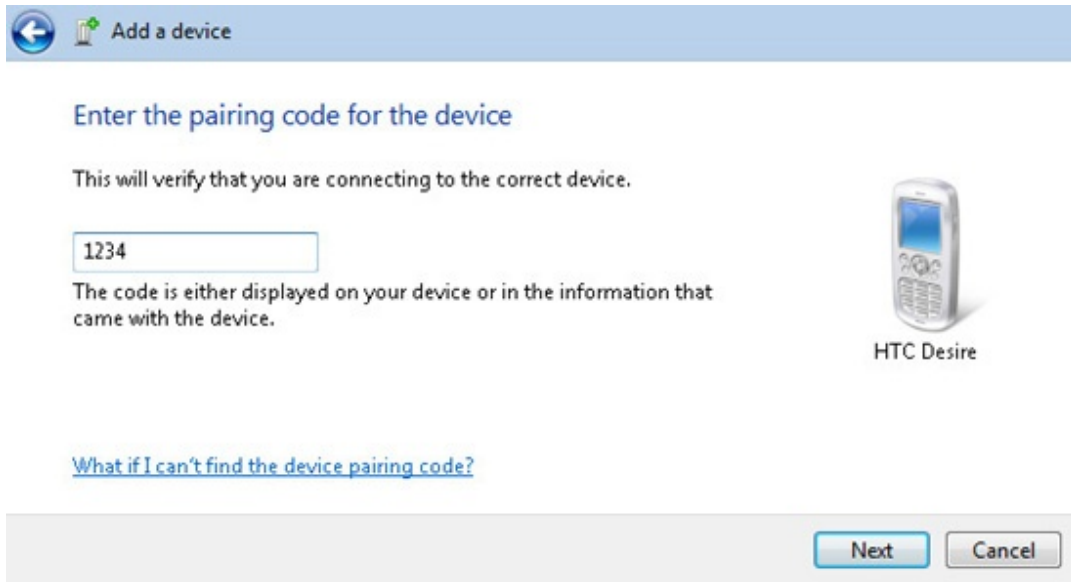 Add a device
Enter the pairing code for the device
This will verify that you are connecting to the correct device.
1234
The code is either displayed on your device or in the information that
came with the device.
HTC Desire
What if I can't find the device pairing code?
Next
Cancel